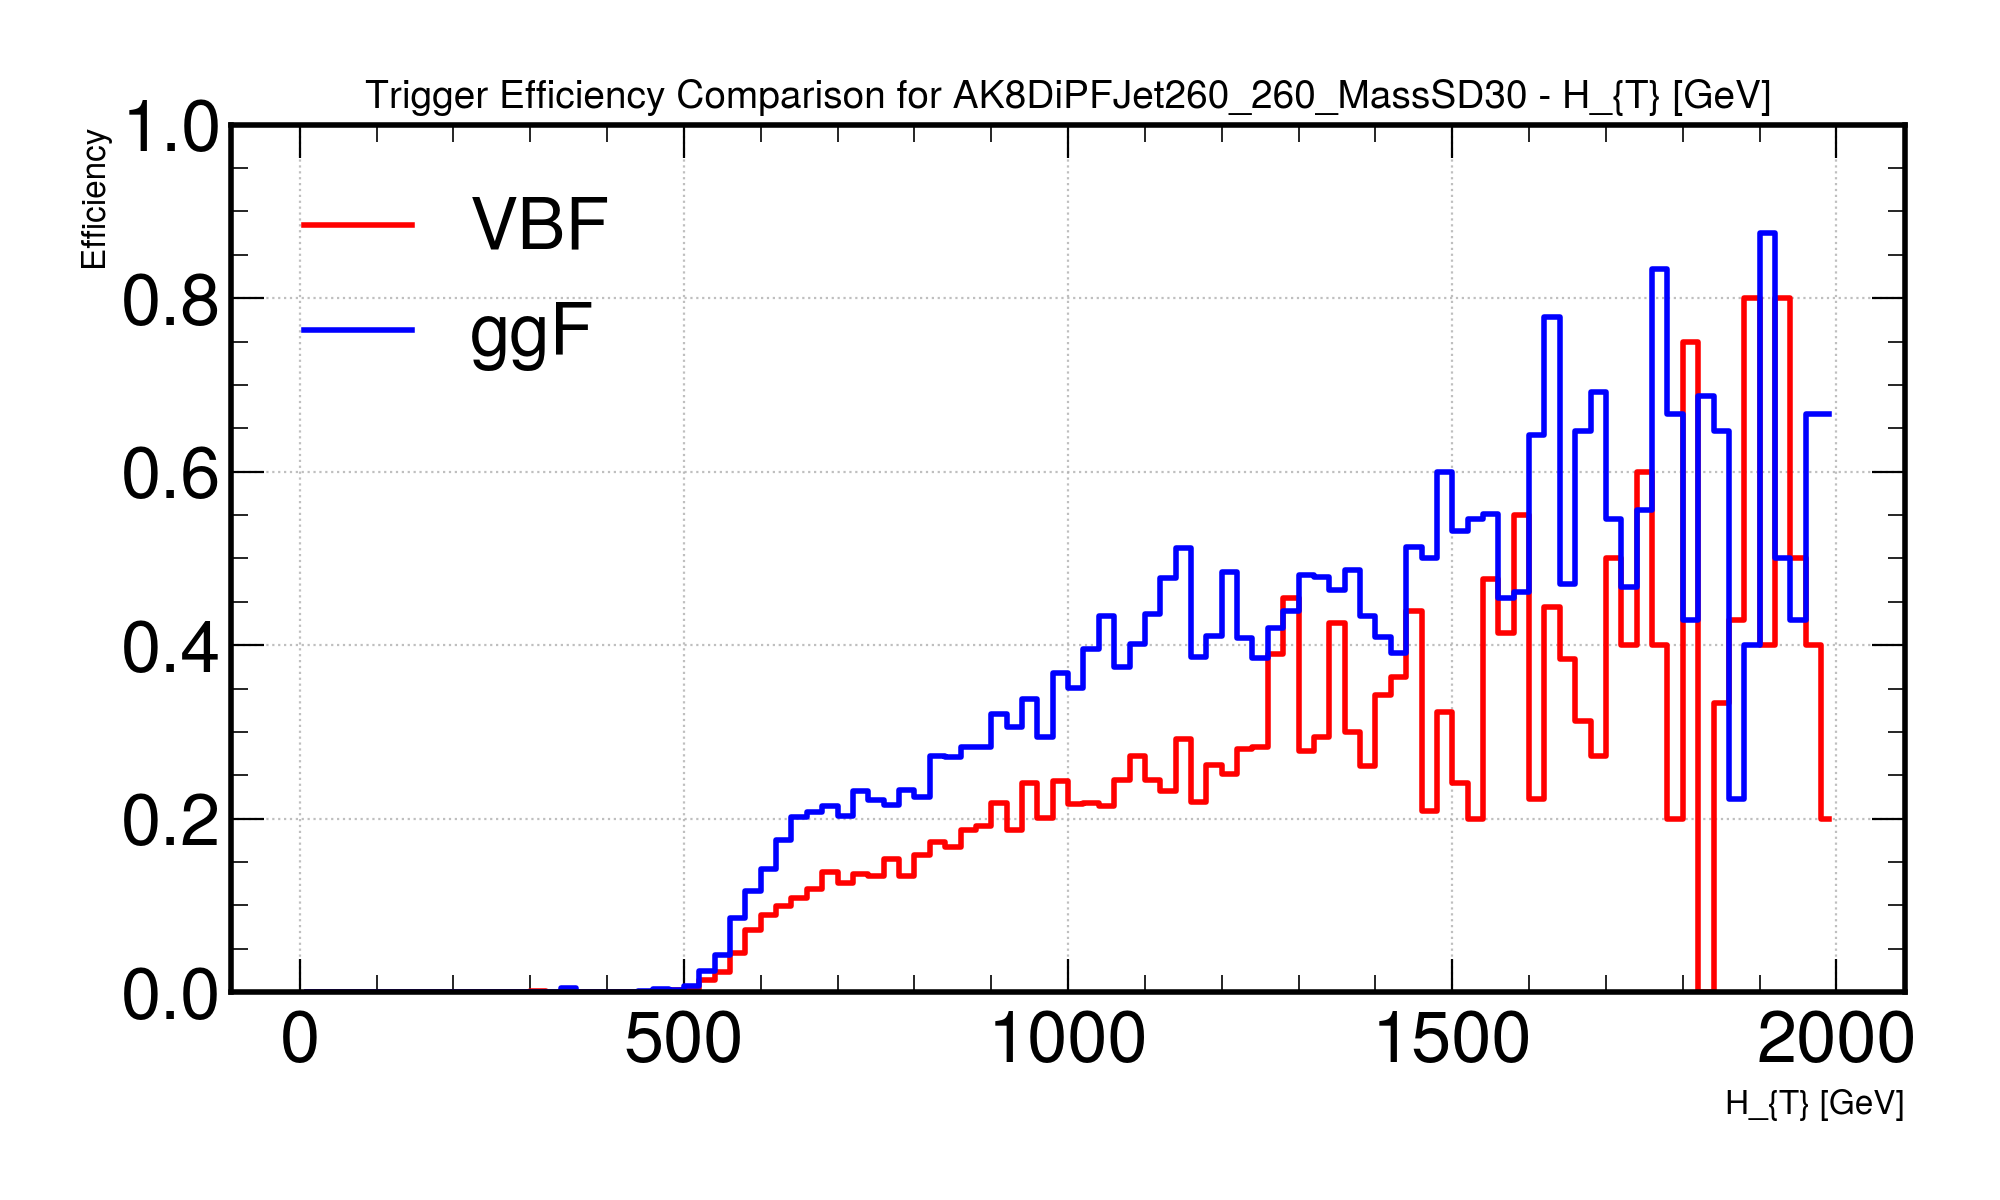 Trigger Efficiency Comparison for AK8DiPFJet260_260_MassSD30 - H_{T} [GeV]
Efficiency
1.0
0.8
0.6
0.4
0.2
0.0
VBF
ggF
0 500 1000 1500 2000
H_{T} [GeV]